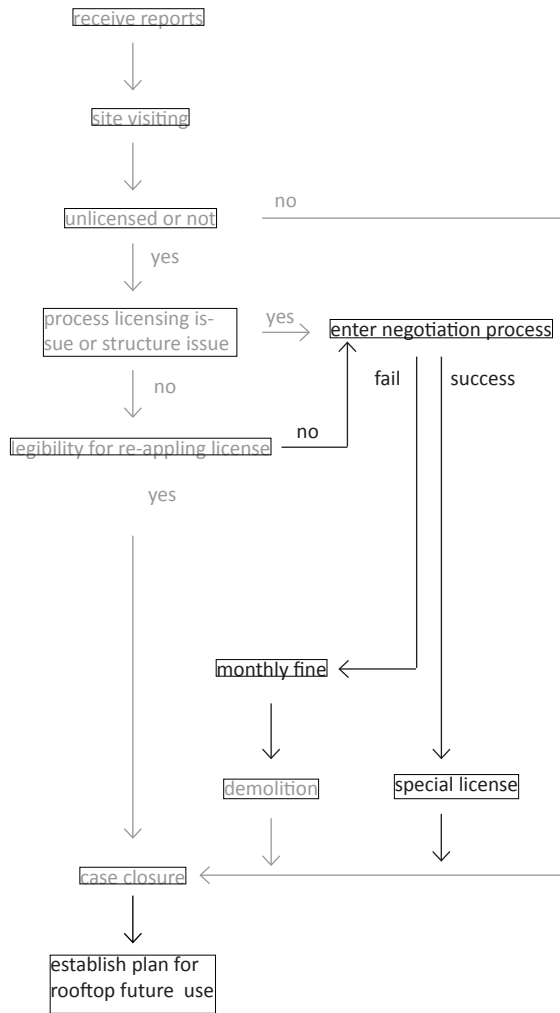 receive reports
site visiting
unlicensed or not
no
yes
process licensing is-
sue or structure issue
yes
enter negotiation process
no
fail
success
legibility for re-appling license
no
yes
monthly fine
demolition
special license
case closure
establish plan for
rooftop future use